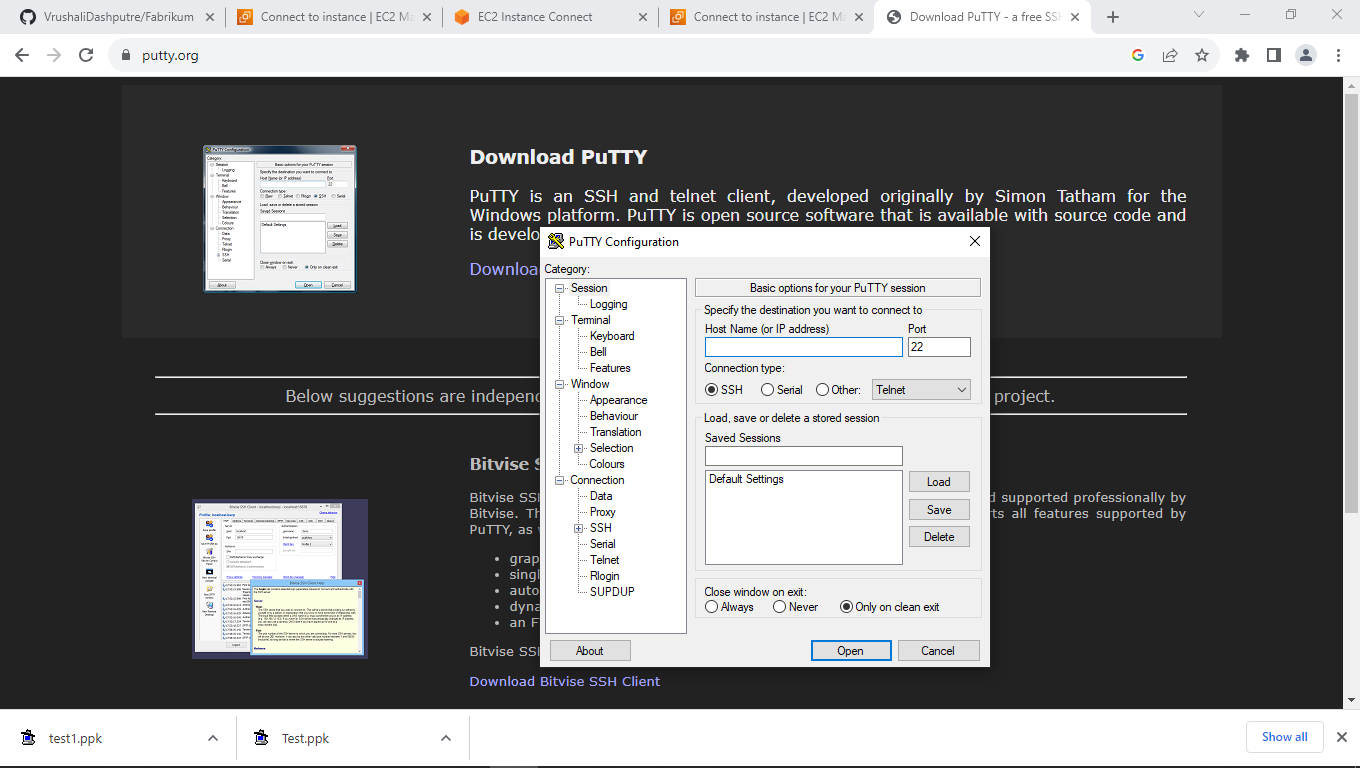 VrushaliDashputre/Fabrikum
Connect to instance | EC2 Ma
EC2 Instance Connect
Connect to instance | EC2 Ma
Download PuTTY - a free SSH
putty.org
Download PuTTY
PuTTY is an SSH and telnet client, developed originally by Simon Tatham for the
Windows platform. PuTTY is open source software that is available with source code and
is develo
Downloa
Below suggestions are independ
project.
Bitvise S
Bitvise SSH
d supported professionally by
Bitvise. Th
rts all features supported by
PuTTY, as w
grap
singl
auto
dyna
an F
Bitvise SSH
Download Bitvise SSH Client
PuTTY Configuration
Category:
Session
Logging
Terminal
Keyboard
Bell
Features
Window
Appearance
Behaviour
Translation
Selection
Colours
Connection
Data
Proxy
SSH
Serial
Telnet
Rlogin
SUPDUP
Basic options for your PuTTY session
Specify the destination you want to connect to
Host Name (or IP address) Port
22
Connection type:
SSH Serial Other: Telnet
Load, save or delete a stored session
Saved Sessions
Default Settings
Load
Save
Delete
Close window on exit:
Always Never Only on clean exit
About Open Cancel
test1.ppk
Test.ppk
Show all